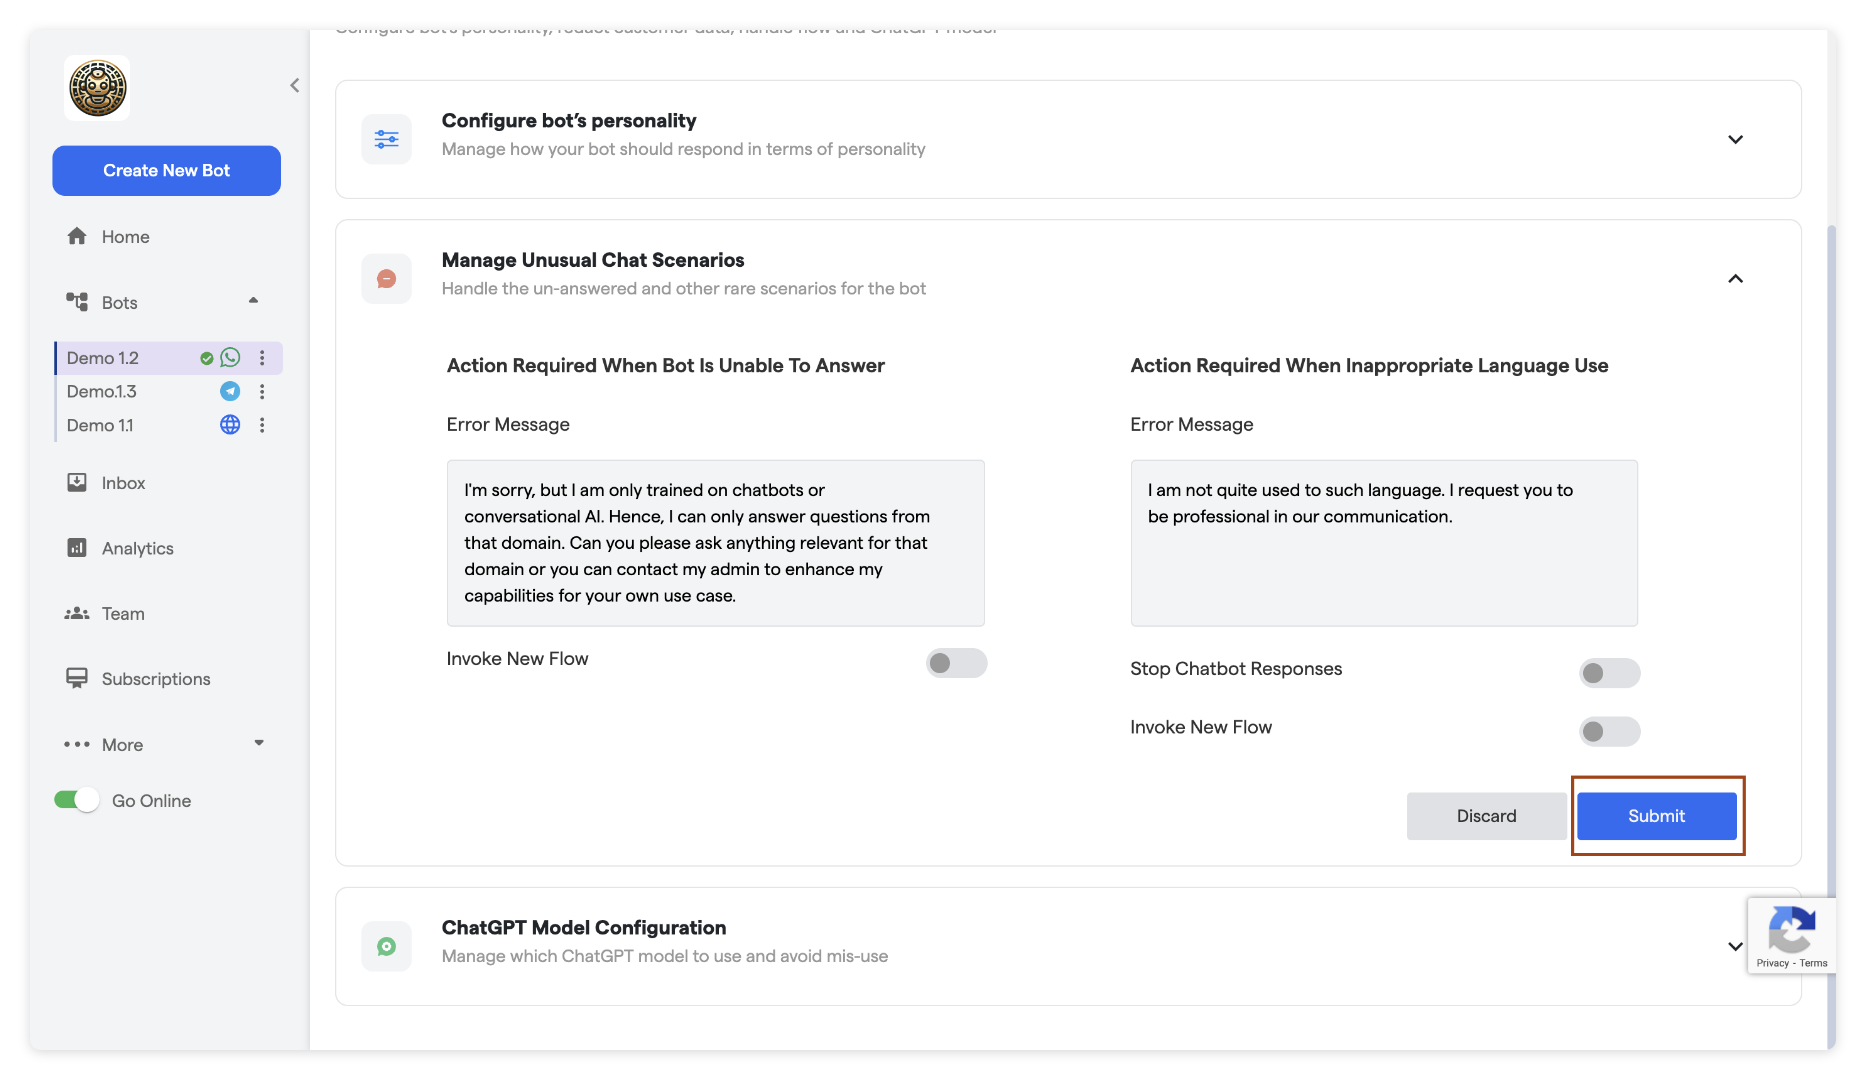 Configure bot's personality, redact customer data, handle flow and ChatGPT model
Create New Bot
Home
Bots
Demo 1.2
Demo.1.3
Demo 1.1
Inbox
Analytics
Team
Subscriptions
More
Go Online
Configure bot's personality
Manage how your bot should respond in terms of personality
Manage Unusual Chat Scenarios
Handle the un-answered and other rare scenarios for the bot
Action Required When Bot Is Unable To Answer
Error Message
I'm sorry, but I am only trained on chatbots or
conversational AI. Hence, I can only answer questions from
that domain. Can you please ask anything relevant for that
domain or you can contact my admin to enhance my
capabilities for your own use case.
Invoke New Flow
Action Required When Inappropriate Language Use
Error Message
I am not quite used to such language. I request you to
be professional in our communication.
Stop Chatbot Responses
Invoke New Flow
Discard
Submit
ChatGPT Model Configuration
Manage which ChatGPT model to use and avoid mis-use
Privacy - Terms